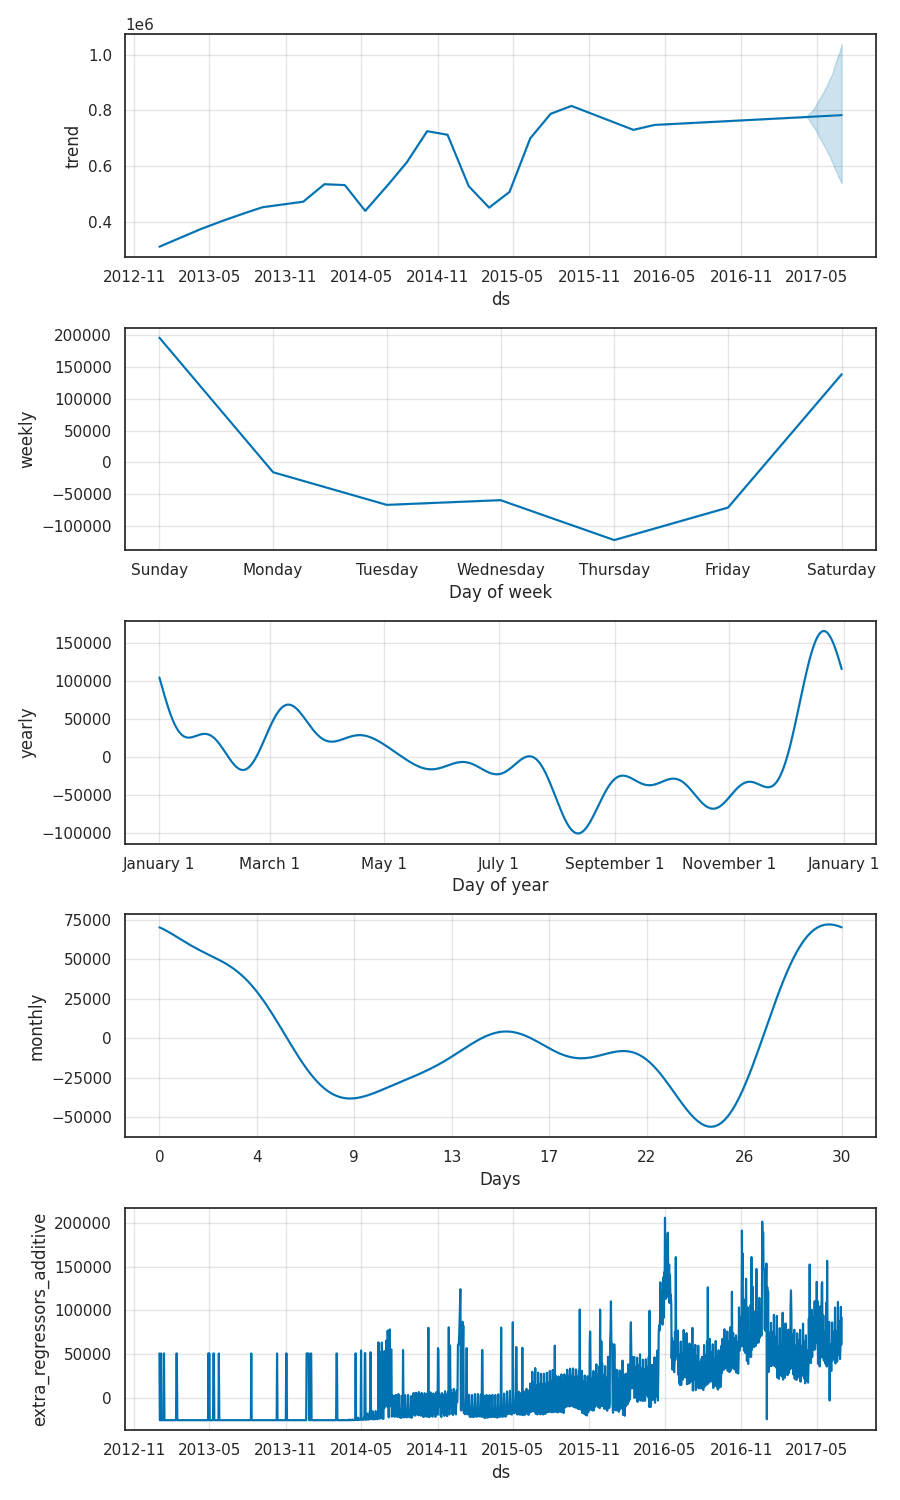 1e6
1.0
0.8
0.6
0.4
trend
2012-11 2013-05 2013-11 2014-05 2014-11 2015-05 2015-11 2016-05 2016-11 2017-05
ds
200000
150000
100000
50000
0
−50000
−100000
weekly
Sunday Monday Tuesday Wednesday Thursday Friday Saturday
Day of week
150000
100000
50000
0
−50000
−100000
yearly
January 1 March 1 May 1 July 1 September 1 November 1 January 1
Day of year
75000
50000
25000
0
−25000
−50000
monthly
0 4 9 13 17 22 26 30
Days
200000
150000
100000
50000
0
extra_regressors_additive
2012-11 2013-05 2013-11 2014-05 2014-11 2015-05 2015-11 2016-05 2016-11 2017-05
ds